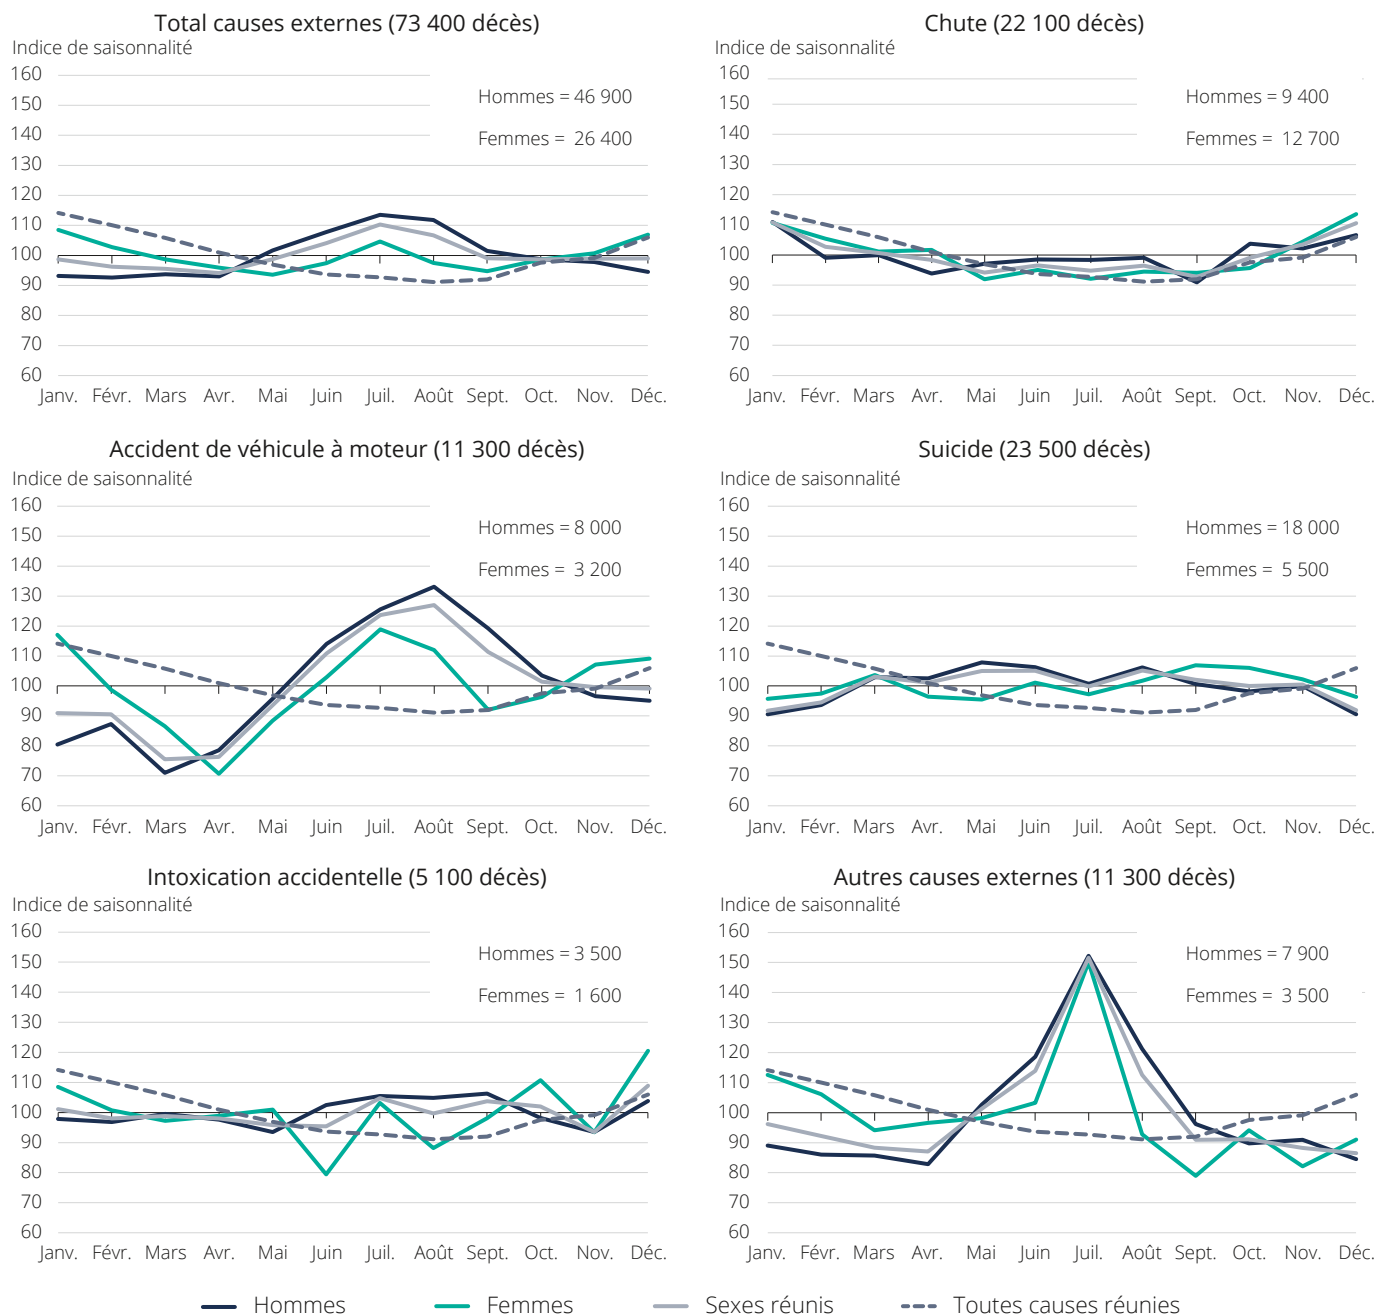 Total causes externes (73 400 décès)
Indice de saisonnalité
160
150
140
130
120
110
100
90
80
70
60
Hommes = 46 900
Femmes = 26 400
Janv. Févr. Mars Avr. Mai Juin Juil. Août Sept. Oct. Nov. Déc.
Chute (22 100 décès)
Indice de saisonnalité
160
150
140
130
120
110
100
90
80
70
60
Hommes = 9 400
Femmes = 12 700
Janv. Févr. Mars Avr. Mai Juin Juil. Août Sept. Oct. Nov. Déc.
Accident de véhicule à moteur (11 300 décès)
Indice de saisonnalité
160
150
140
130
120
110
100
90
80
70
60
Hommes = 8 000
Femmes = 3 200
Janv. Févr. Mars Avr. Mai Juin Juil. Août Sept. Oct. Nov. Déc.
Suicide (23 500 décès)
Indice de saisonnalité
160
150
140
130
120
110
100
90
80
70
60
Hommes = 18 000
Femmes = 5 500
Janv. Févr. Mars Avr. Mai Juin Juil. Août Sept. Oct. Nov. Déc.
Intoxication accidentelle (5 100 décès)
Indice de saisonnalité
160
150
140
130
120
110
100
90
80
70
60
Hommes = 3 500
Femmes = 1 600
Janv. Févr. Mars Avr. Mai Juin Juil. Août Sept. Oct. Nov. Déc.
Autres causes externes (11 300 décès)
Indice de saisonnalité
160
150
140
130
120
110
100
90
80
70
60
Hommes = 7 900
Femmes = 3 500
Janv. Févr. Mars Avr. Mai Juin Juil. Août Sept. Oct. Nov. Déc.
Hommes Femmes Sexes réunis Toutes causes réunies